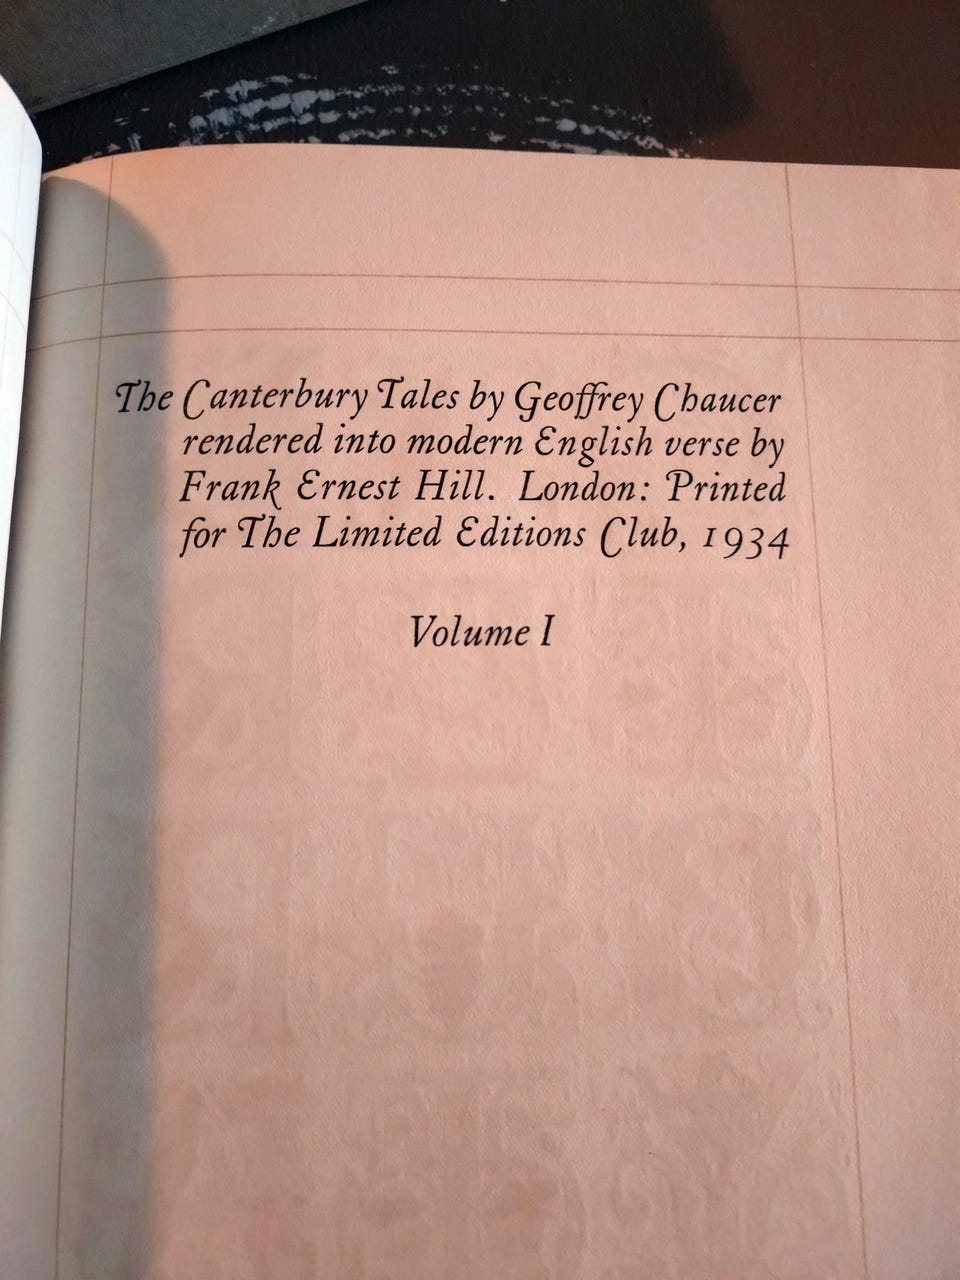 The Canterbury Tales by Geoffrey Chaucer
rendered into modern English verse by
Frank Ernest Hill. London: Printed
for The Limited Editions Club, 1934
Volume I